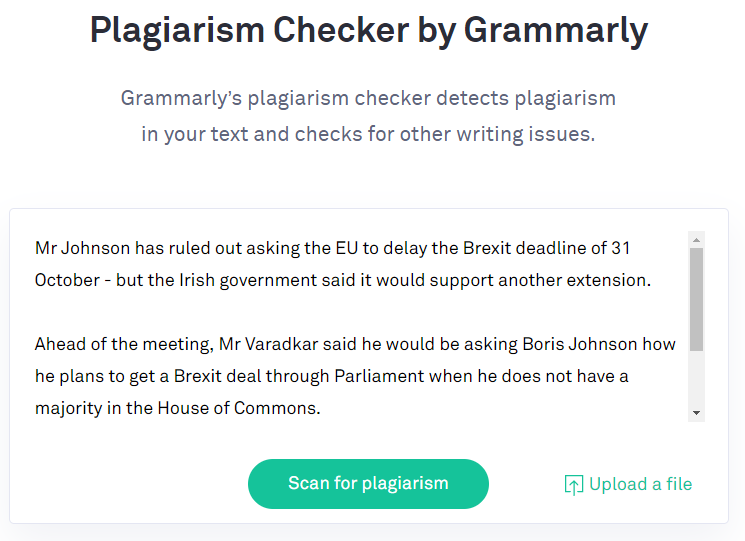 Plagiarism Checker by Grammarly
Grammarly’s plagiarism checker detects plagiarism
in your text and checks for other writing issues.
Mr Johnson has ruled out asking the EU to delay the Brexit deadline of 31
October - but the Irish government said it would support another extension.
Ahead of the meeting, Mr Varadkar said he would be asking Boris Johnson how
he plans to get a Brexit deal through Parliament when he does not have a
majority in the House of Commons.
Scan for plagiarism
Upload a file